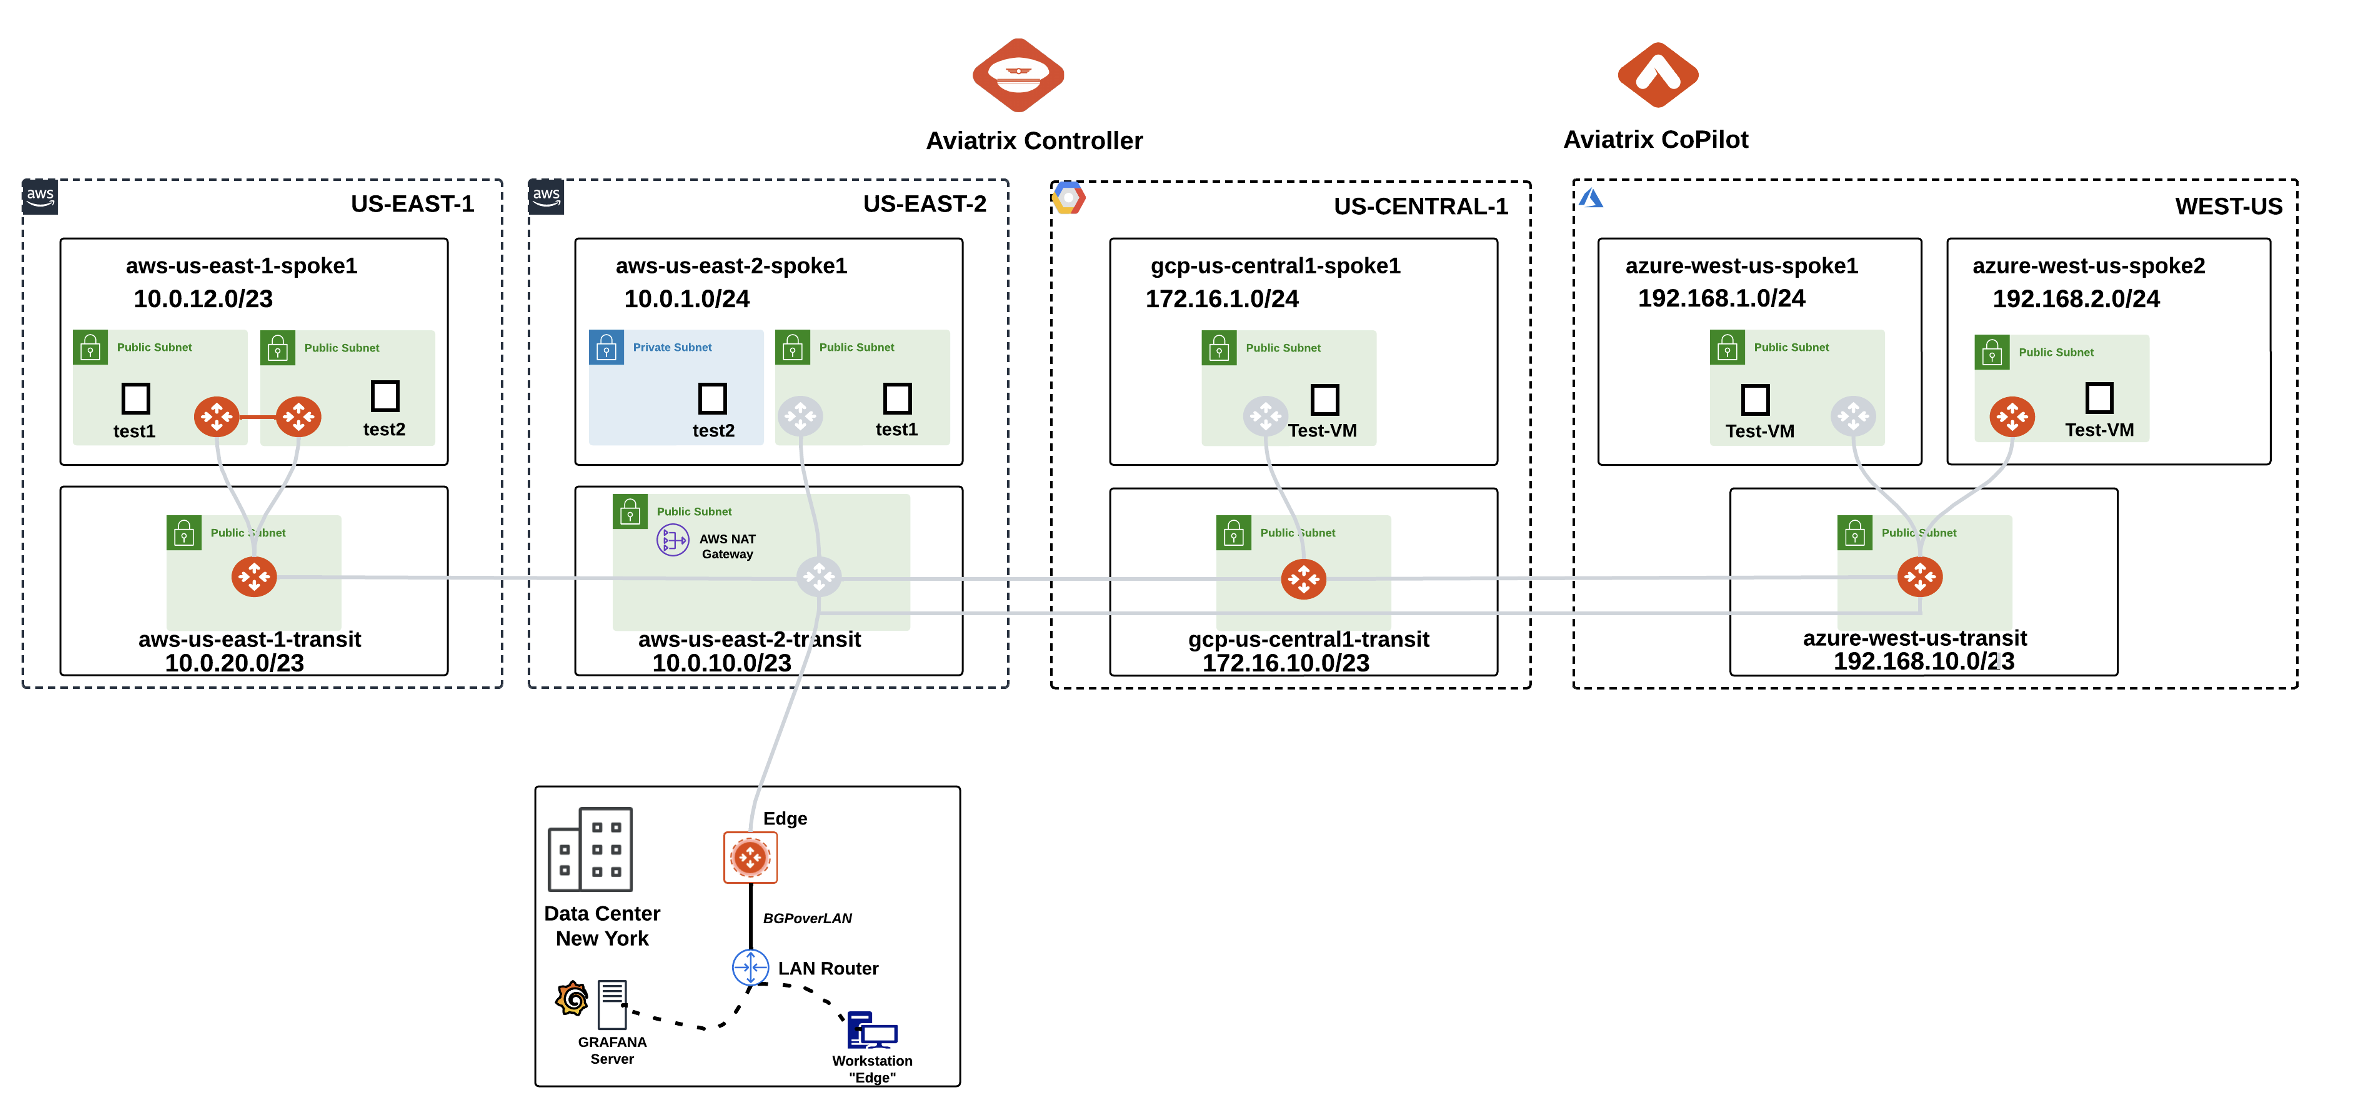 Aviatrix Controller
Aviatrix CoPilot
aws
US-EAST-1
aws-us-east-1-spoke1
10.0.12.0/23
Public Subnet
Public Subnet
test1
test2
Public Subnet
aws-us-east-1-transit
10.0.20.0/23
aws
US-EAST-2
aws-us-east-2-spoke1
10.0.1.0/24
Private Subnet
Public Subnet
test2
test1
Public Subnet
AWS NAT
Gateway
aws-us-east-2-transit
10.0.10.0/23
US-CENTRAL-1
gcp-us-central1-spoke1
172.16.1.0/24
Public Subnet
Test-VM
Public Subnet
gcp-us-central1-transit
172.16.10.0/23
WEST-US
azure-west-us-spoke1
192.168.1.0/24
Public Subnet
Test-VM
azure-west-us-spoke2
192.168.2.0/24
Public Subnet
Test-VM
Public Subnet
azure-west-us-transit
192.168.10.0/23
Edge
Data Center
New York
BGPoverLAN
LAN Router
GRAFANA
Server
Workstation
"Edge"